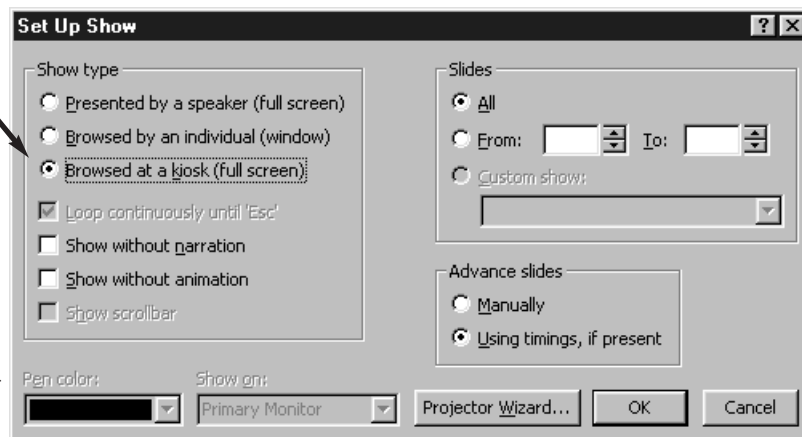 Set Up Show
Show type
Presented by a speaker (full screen)
Browsed by an individual (window)
Browsed at a kiosk (full screen)
Loop continuously until 'Esc'
Show without narration
Show without animation
Show scrollbar
Slides
All
From: To:
Custom show:
Advance slides
Manually
Using timings, if present
Pen color: Show on:
Primary Monitor
Projector Wizard... OK Cancel